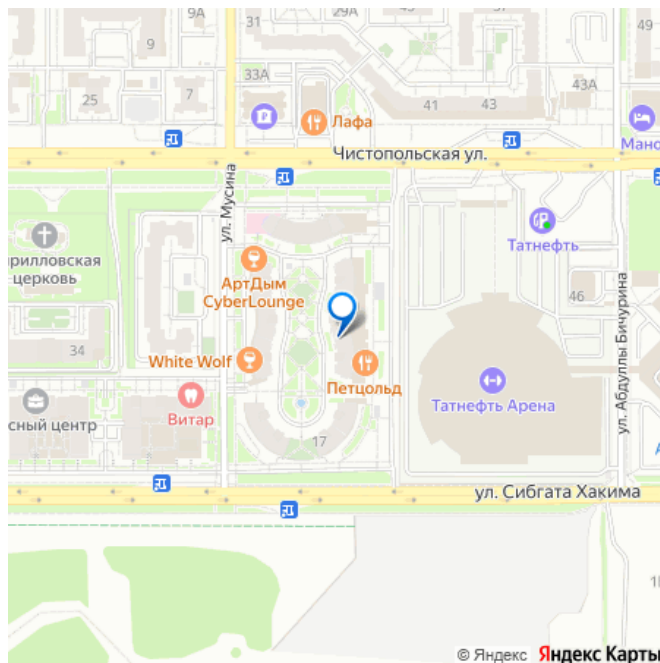 31
29А
9А
9
33А
7
25
41
43
43А
49
Лафа
Мано
Чистопольская ул.
ул. Мусина
Татнефть
рилловская
церковь
АртДым
CyberLounge
46
34
White Wolf
Петцольд
Витар
сный центр
Татнефть Арена
ул. Абдуллы Бичурина
17
ул. Сибгата Хакима
© Яндекс
Яндекс Карты